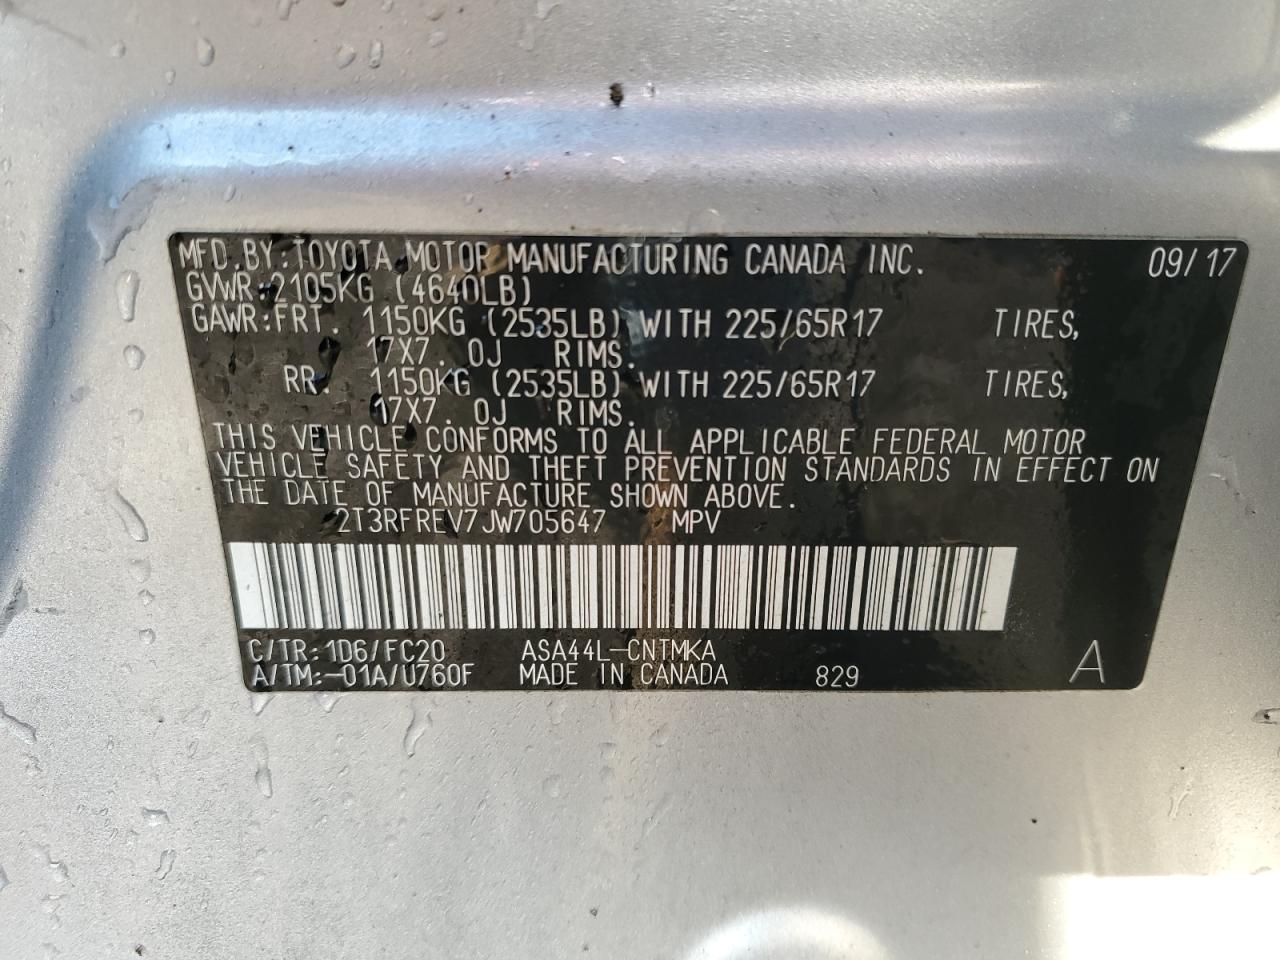 MFD. BY: TOYOTA MOTOR MANUFACTURING CANADA INC. 09/17
GVWR: 2105KG (4640LB)
GAWR: FRT. 1150KG (2535LB) WITH 225/65R17 TIRES,
17X7. 0J RIMS.
RR. 1150KG (2535LB) WITH 225/65R17 TIRES,
17X7. 0J RIMS.
THIS VEHICLE CONFORMS TO ALL APPLICABLE FEDERAL MOTOR
VEHICLE SAFETY AND THEFT PREVENTION STANDARDS IN EFFECT ON
THE DATE OF MANUFACTURE SHOWN ABOVE.
2T3RFREV7JW705647 MPV
C/TR: 1D6/FC20 ASA44L-CNTMKA
A/TM: -01A/U760F MADE IN CANADA 829 A